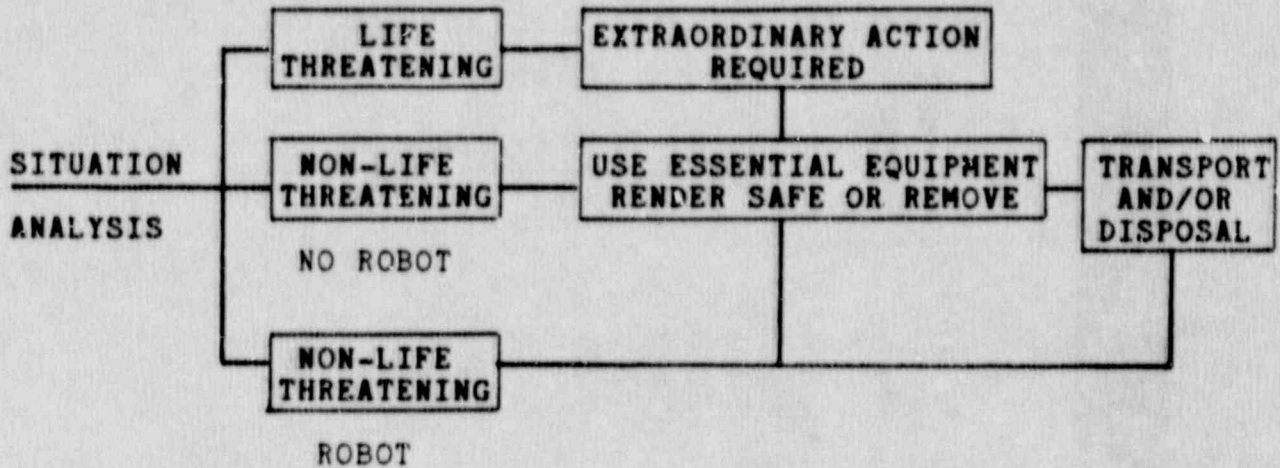 LIFE
THREATENING
EXTRAORDINARY ACTION
REQUIRED
SITUATION
ANALYSIS
NON-LIFE
THREATENING
NO ROBOT
USE ESSENTIAL EQUIPMENT
RENDER SAFE OR REMOVE
TRANSPORT
AND/OR
DISPOSAL
NON-LIFE
THREATENING
ROBOT